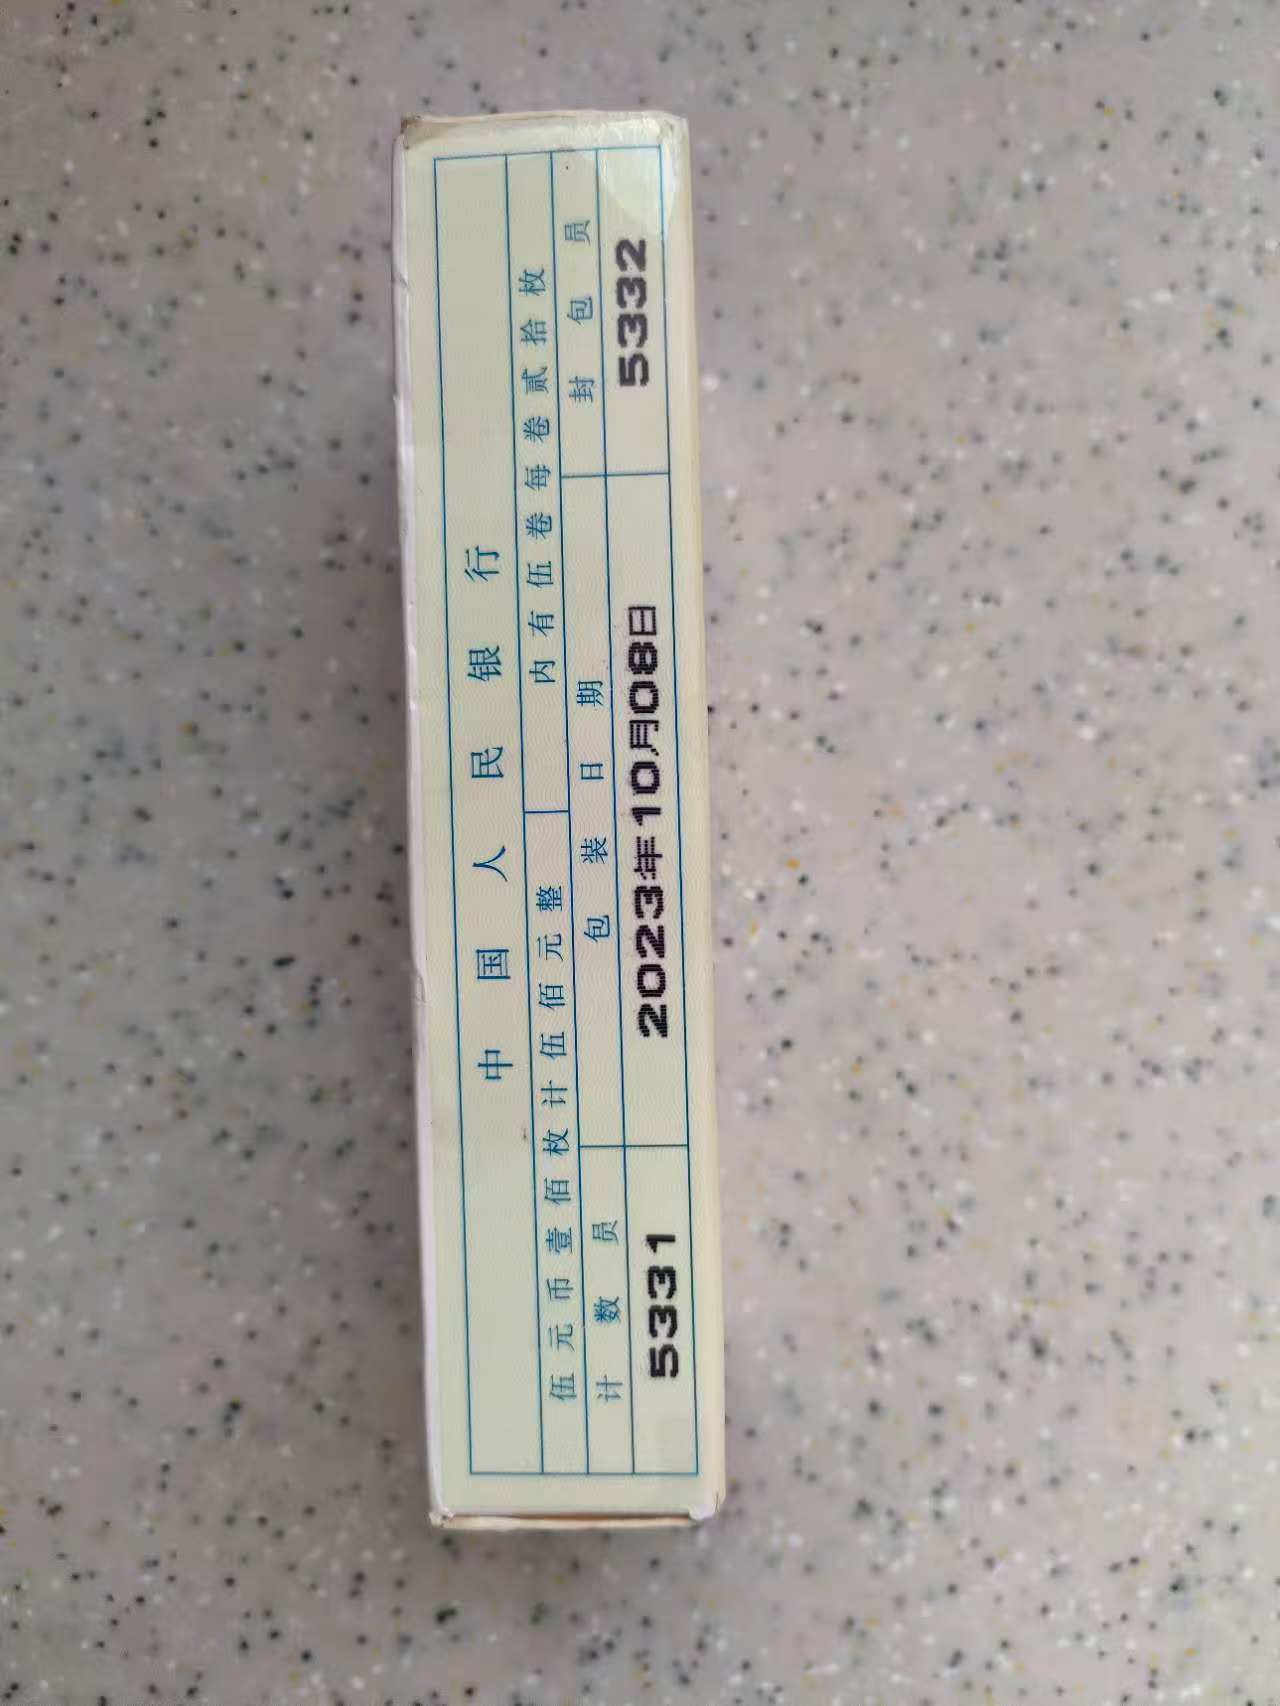 中国人民银行
伍元币壹佰枚计伍佰元整 内有伍卷每卷贰拾枚
计数员 包装日期 封包员
5331 2023年10月08日 5332